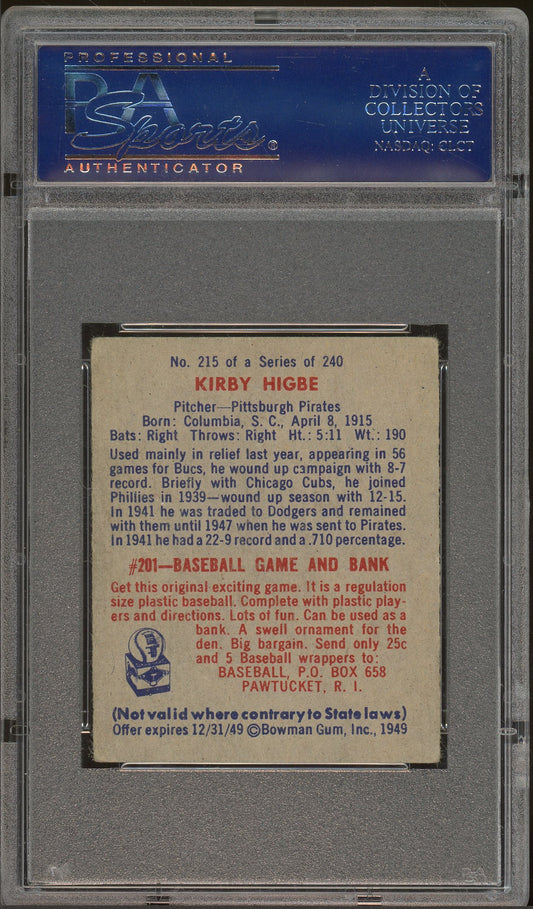 PROFESSIONAL
PSA
Sports®
AUTHENTICATOR
A
DIVISION OF
COLLECTORS
UNIVERSE
NASDAQ: CLCT
No. 215 of a Series of 240
KIRBY HIGBE
Pitcher—Pittsburgh Pirates
Born: Columbia, S. C., April 8, 1915
Bats: Right Throws: Right Ht.: 5:11 Wt.: 190
Used mainly in relief last year, appearing in 56
games for Bucs, he wound up campaign with 8-7
record. Briefly with Chicago Cubs, he joined
Phillies in 1939—wound up season with 12-15.
In 1941 he was traded to Dodgers and remained
with them until 1947 when he was sent to Pirates.
In 1941 he had a 22-9 record and a .710 percentage.
#201—BASEBALL GAME AND BANK
Get this original exciting game. It is a regulation
size plastic baseball. Complete with plastic play-
ers and directions. Lots of fun. Can be used as a
bank. A swell ornament for the
den. Big bargain. Send only 25c
and 5 Baseball wrappers to:
BASEBALL, P.O. BOX 658
PAWTUCKET, R. I.
(Not valid where contrary to State laws)
Offer expires 12/31/49 ©Bowman Gum, Inc., 1949